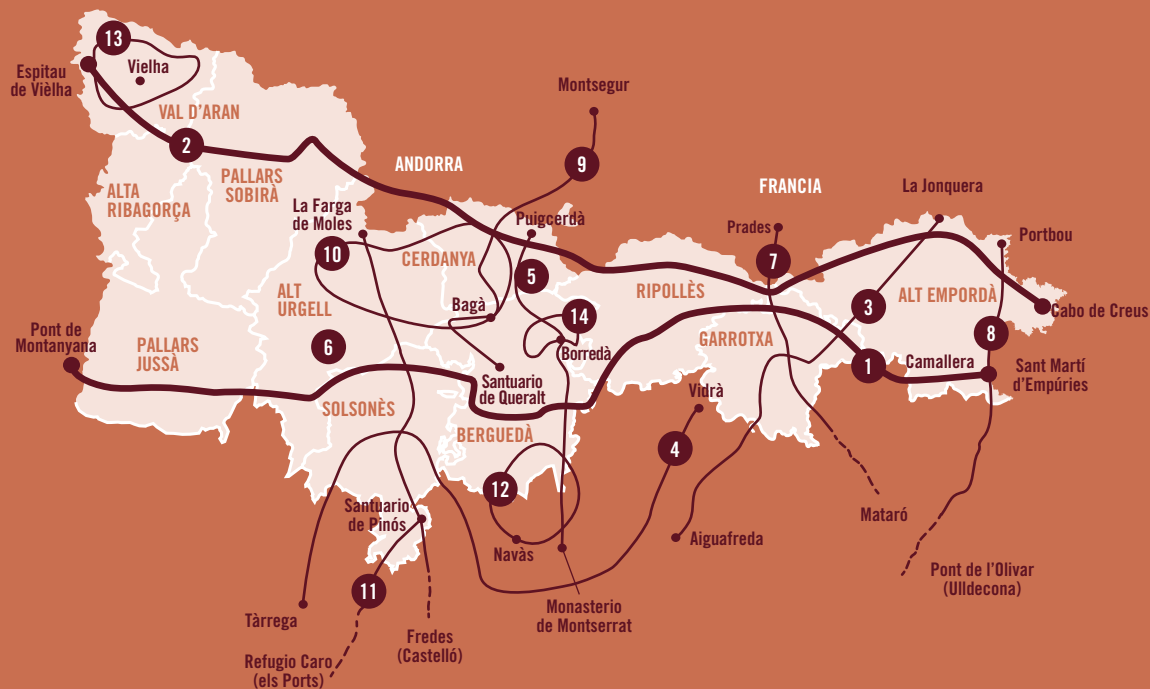 13
Vielha
Espitau
de Vièlha
VAL D'ARAN
2
Montsegur
9
ANDORRA
PALLARS
SOBIRÀ
ALTA
RIBAGORÇA
FRANCIA
La Jonquera
La Farga
de Moles
Puigcerdà
Prades
Portbou
10
CERDANYA
5
7
ALT
URGELL
RIPOLLÈS
ALT EMPORDÀ
3
Cabo de Creus
Bagà
14
8
Pont de
Montanyana
PALLARS
JUSSÀ
6
Borredà
GARROTXA
1
Camallera
Sant Martí
d'Empúries
Santuario
de Queralt
Vidrà
SOLSONÈS
BERGUEDÀ
4
12
Santuario
de Pinós
Navàs
Aiguafreda
Mataró
Pont de l'Olivar
(Ulldecona)
11
Tàrrega
Monasterio
de Montserrat
Fredes
(Castelló)
Refugio Caro
(els Ports)